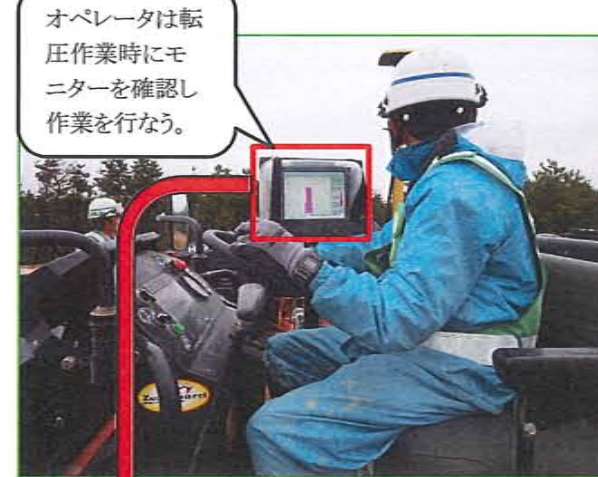 オペレータは転
圧作業時にモ
ニターを確認し
作業を行なう。